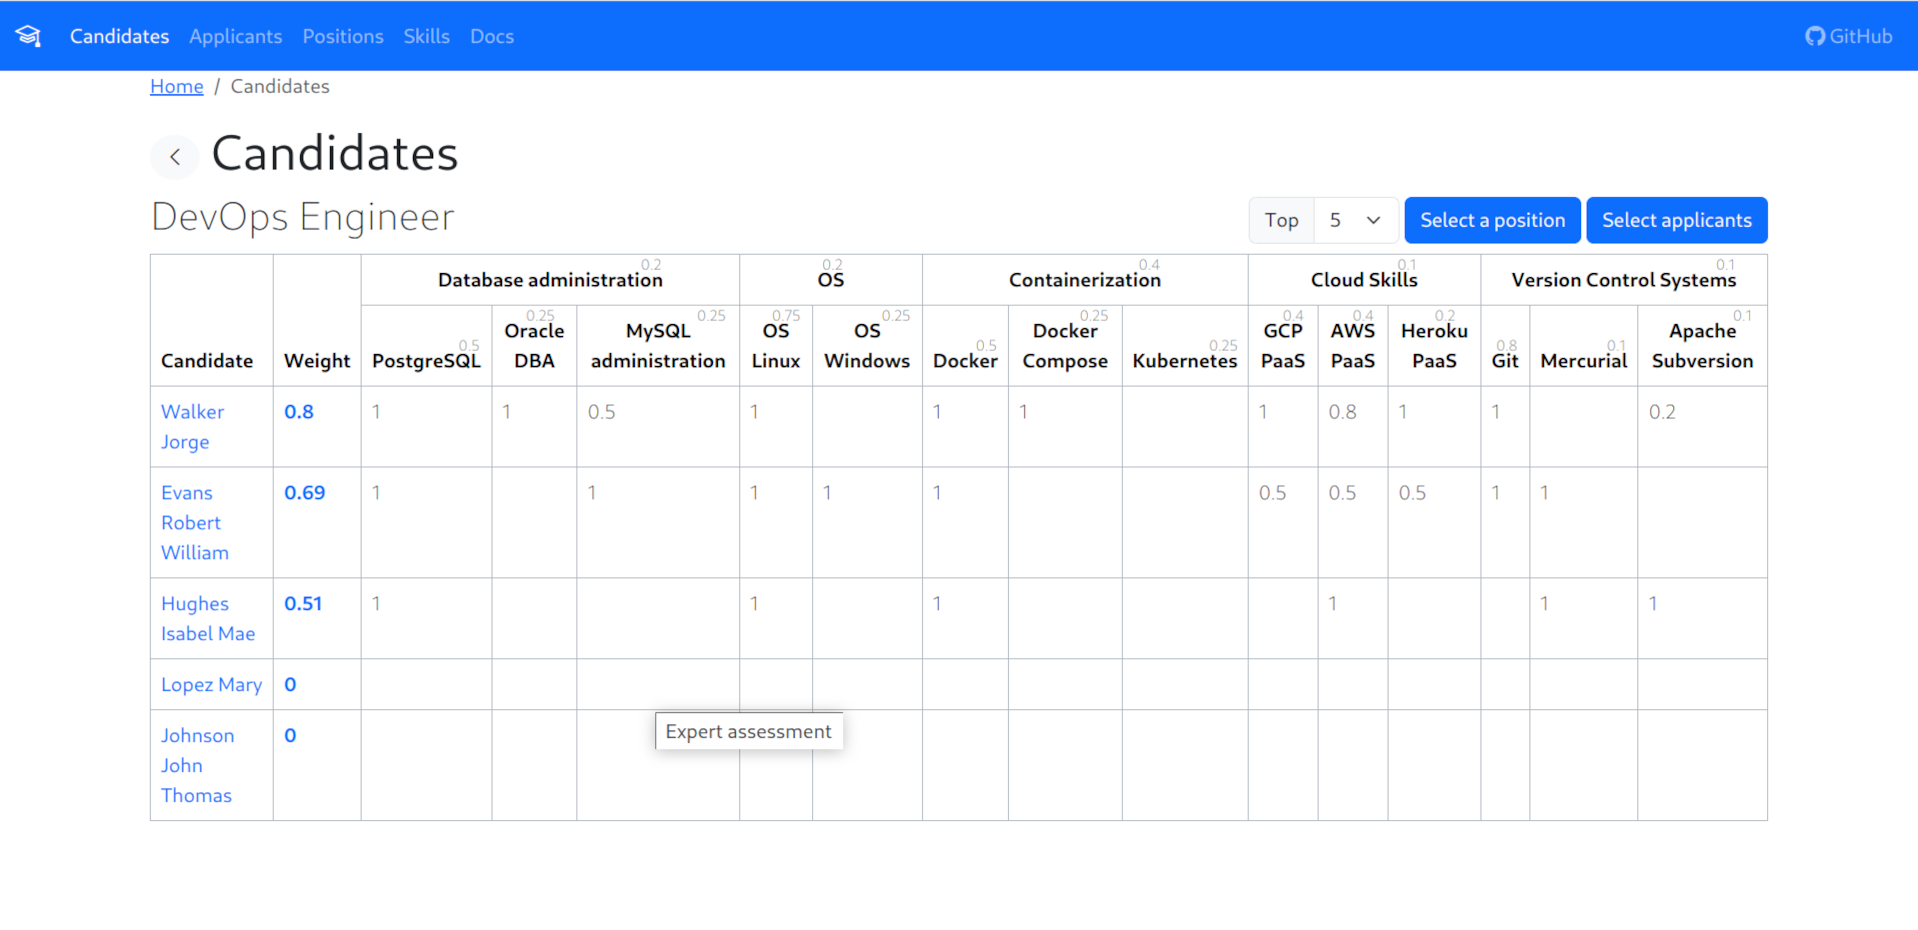 Candidates Applicants Positions Skills Docs GitHub
Home / Candidates
Candidates
DevOps Engineer
Top 5 Select a position Select applicants
Candidate Weight Database administration 0.2 OS 0.2 Containerization 0.4 Cloud Skills 0.1 Version Control Systems 0.1
PostgreSQL 0.5 Oracle DBA 0.25 MySQL administration 0.25 OS Linux 0.75 OS Windows 0.25 Docker 0.5 Docker Compose 0.25 Kubernetes 0.25 GCP PaaS 0.4 AWS PaaS 0.4 Heroku PaaS 0.2 Git 0.8 Mercurial 0.1 Apache Subversion 0.1
Walker Jorge 0.8 1 1 0.5 1 1 1 1 0.8 1 1 0.2
Evans Robert William 0.69 1 1 1 1 1 0.5 0.5 0.5 1 1
Hughes Isabel Mae 0.51 1 1 1 1 1 1
Lopez Mary 0
Johnson John Thomas 0
Expert assessment